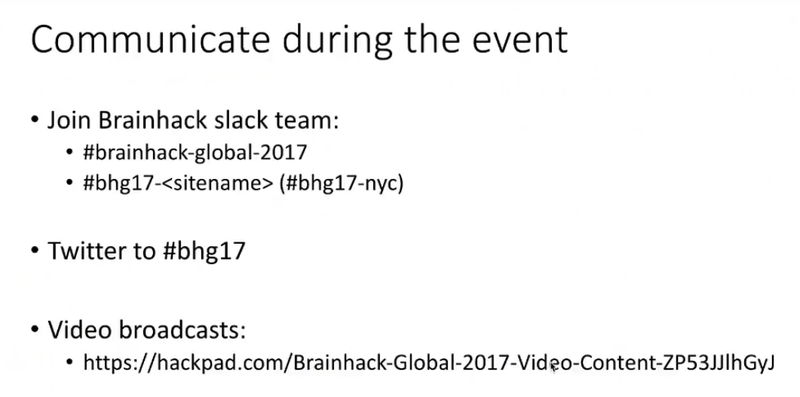 Communicate during the event
• Join Brainhack slack team:
• #brainhack-global-2017
• #bhg17-<sitename> (#bhg17-nyc)
• Twitter to #bhg17
• Video broadcasts:
• https://hackpad.com/Brainhack-Global-2017-Video-Content-ZP53JJlhGyJ